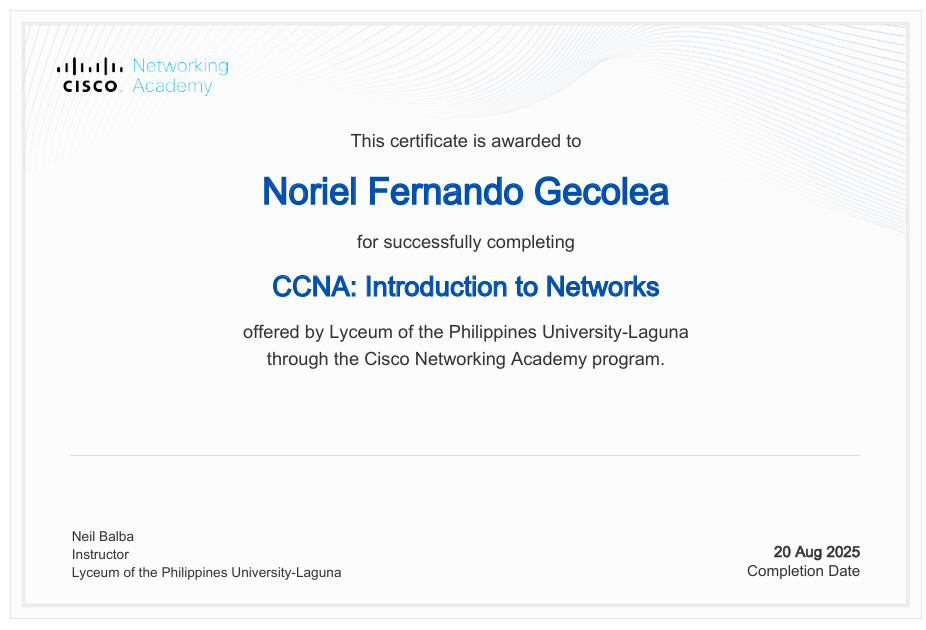 CISCO Networking Academy
This certificate is awarded to
Noriel Fernando Gecolea
for successfully completing
CCNA: Introduction to Networks
offered by Lyceum of the Philippines University-Laguna
through the Cisco Networking Academy program.
Neil Balba
Instructor
Lyceum of the Philippines University-Laguna
20 Aug 2025
Completion Date